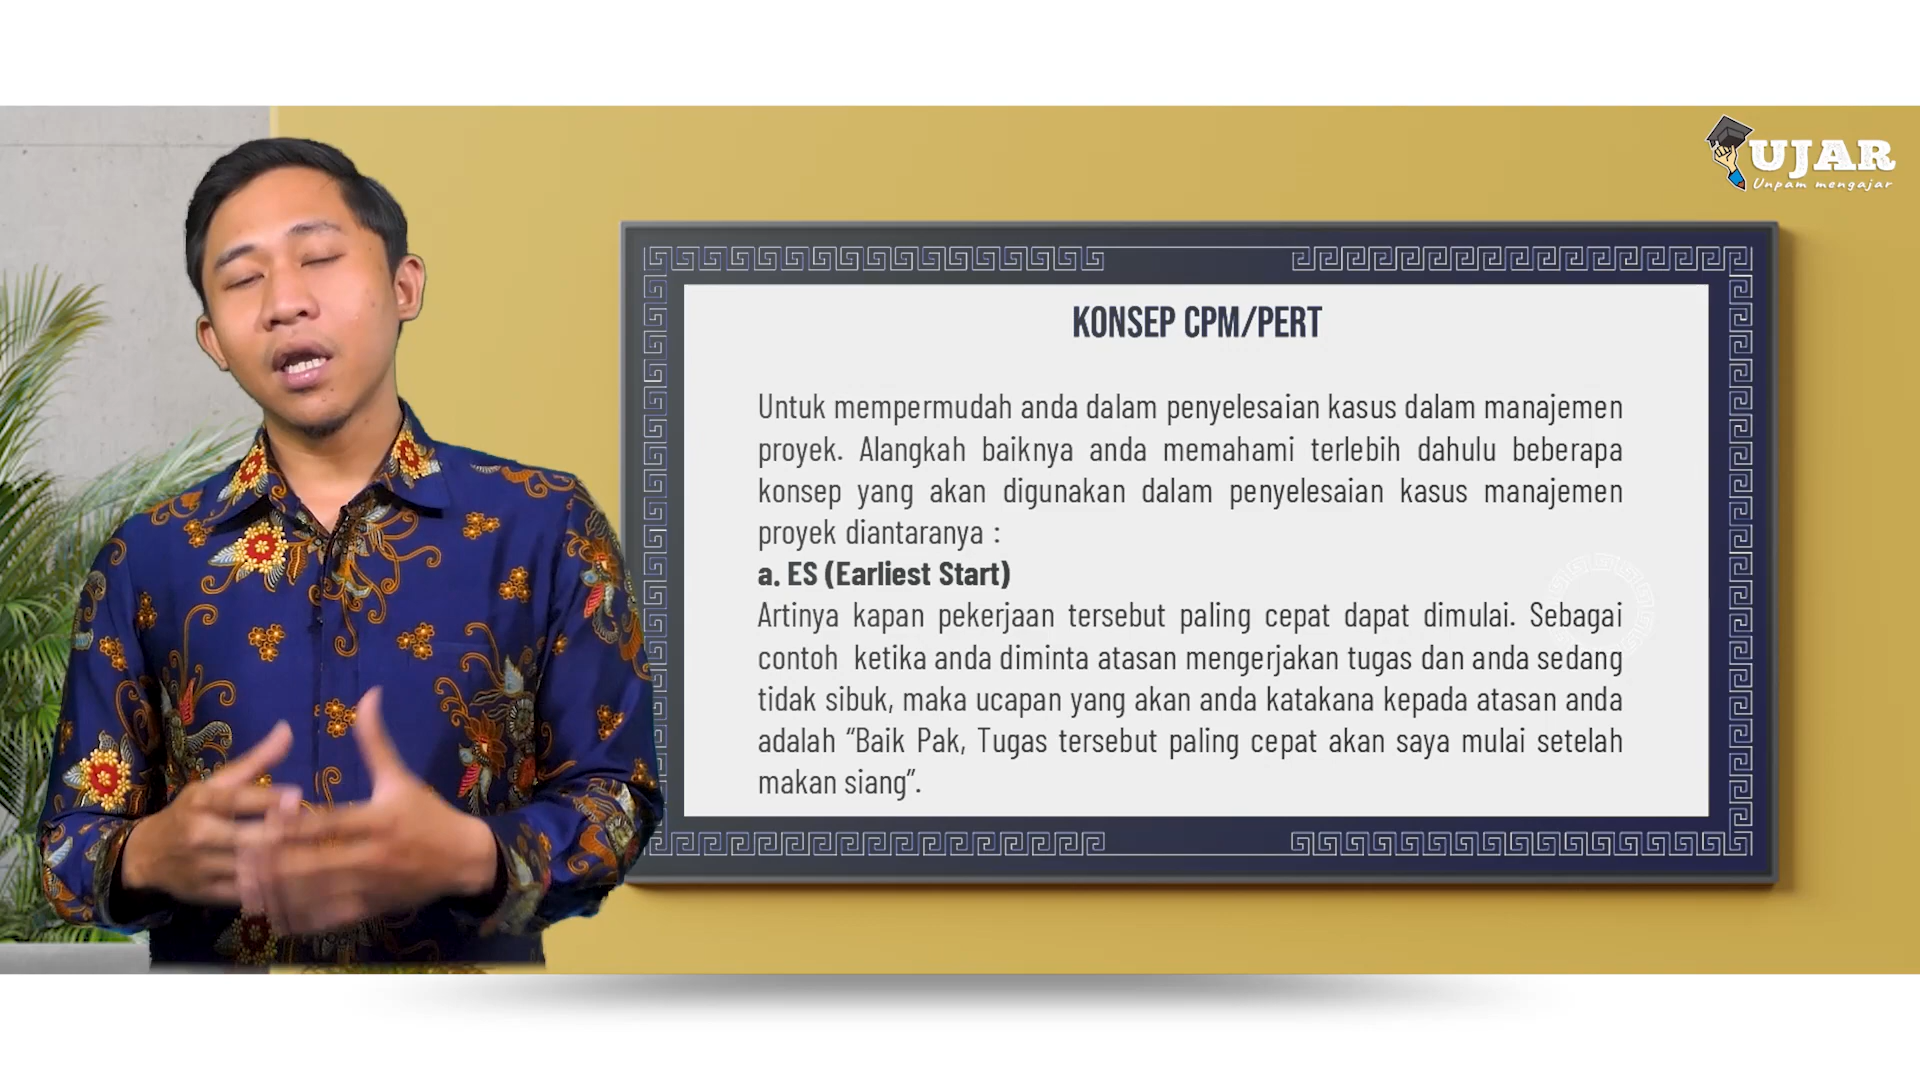 UJAR
Unpam mengajar
KONSEP CPM/PERT
Untuk mempermudah anda dalam penyelesaian kasus dalam manajemen
proyek. Alangkah baiknya anda memahami terlebih dahulu beberapa
konsep yang akan digunakan dalam penyelesaian kasus manajemen
proyek diantaranya :
a. ES (Earliest Start)
Artinya kapan pekerjaan tersebut paling cepat dapat dimulai. Sebagai
contoh ketika anda diminta atasan mengerjakan tugas dan anda sedang
tidak sibuk, maka ucapan yang akan anda katakana kepada atasan anda
adalah “Baik Pak, Tugas tersebut paling cepat akan saya mulai setelah
makan siang”.